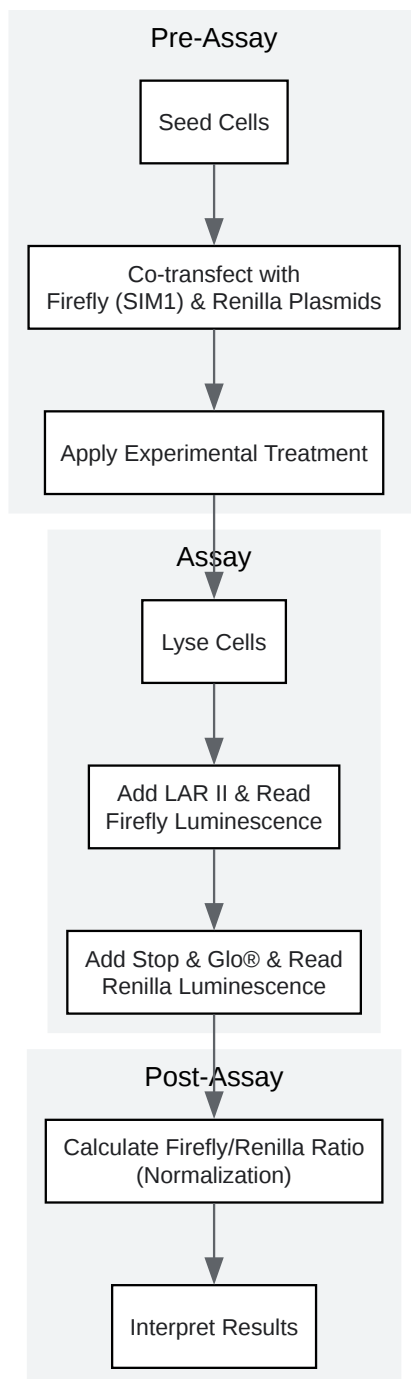 Pre-Assay
Seed Cells
Co-transfect with
Firefly (SIM1) & Renilla Plasmids
Apply Experimental Treatment
Assay
Lyse Cells
Add LAR II & Read
Firefly Luminescence
Add Stop & Glo® & Read
Renilla Luminescence
Post-Assay
Calculate Firefly/Renilla Ratio
(Normalization)
Interpret Results